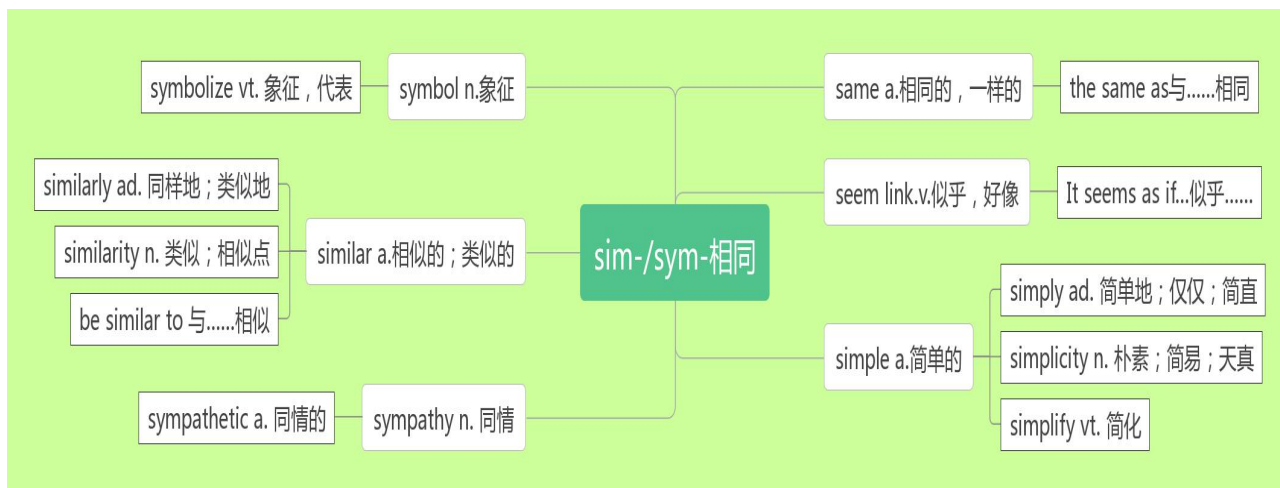 sim-/sym-相同
symbol n.象征
symbolize vt. 象征，代表
similar a.相似的；类似的
similarly ad. 同样地；类似地
similarity n. 类似；相似点
be similar to 与......相似
sympathy n. 同情
sympathetic a. 同情的
same a.相同的，一样的
the same as与......相同
seem link.v.似乎，好像
It seems as if...似乎......
simple a.简单的
simply ad. 简单地；仅仅；简直
simplicity n. 朴素；简易；天真
simplify vt. 简化